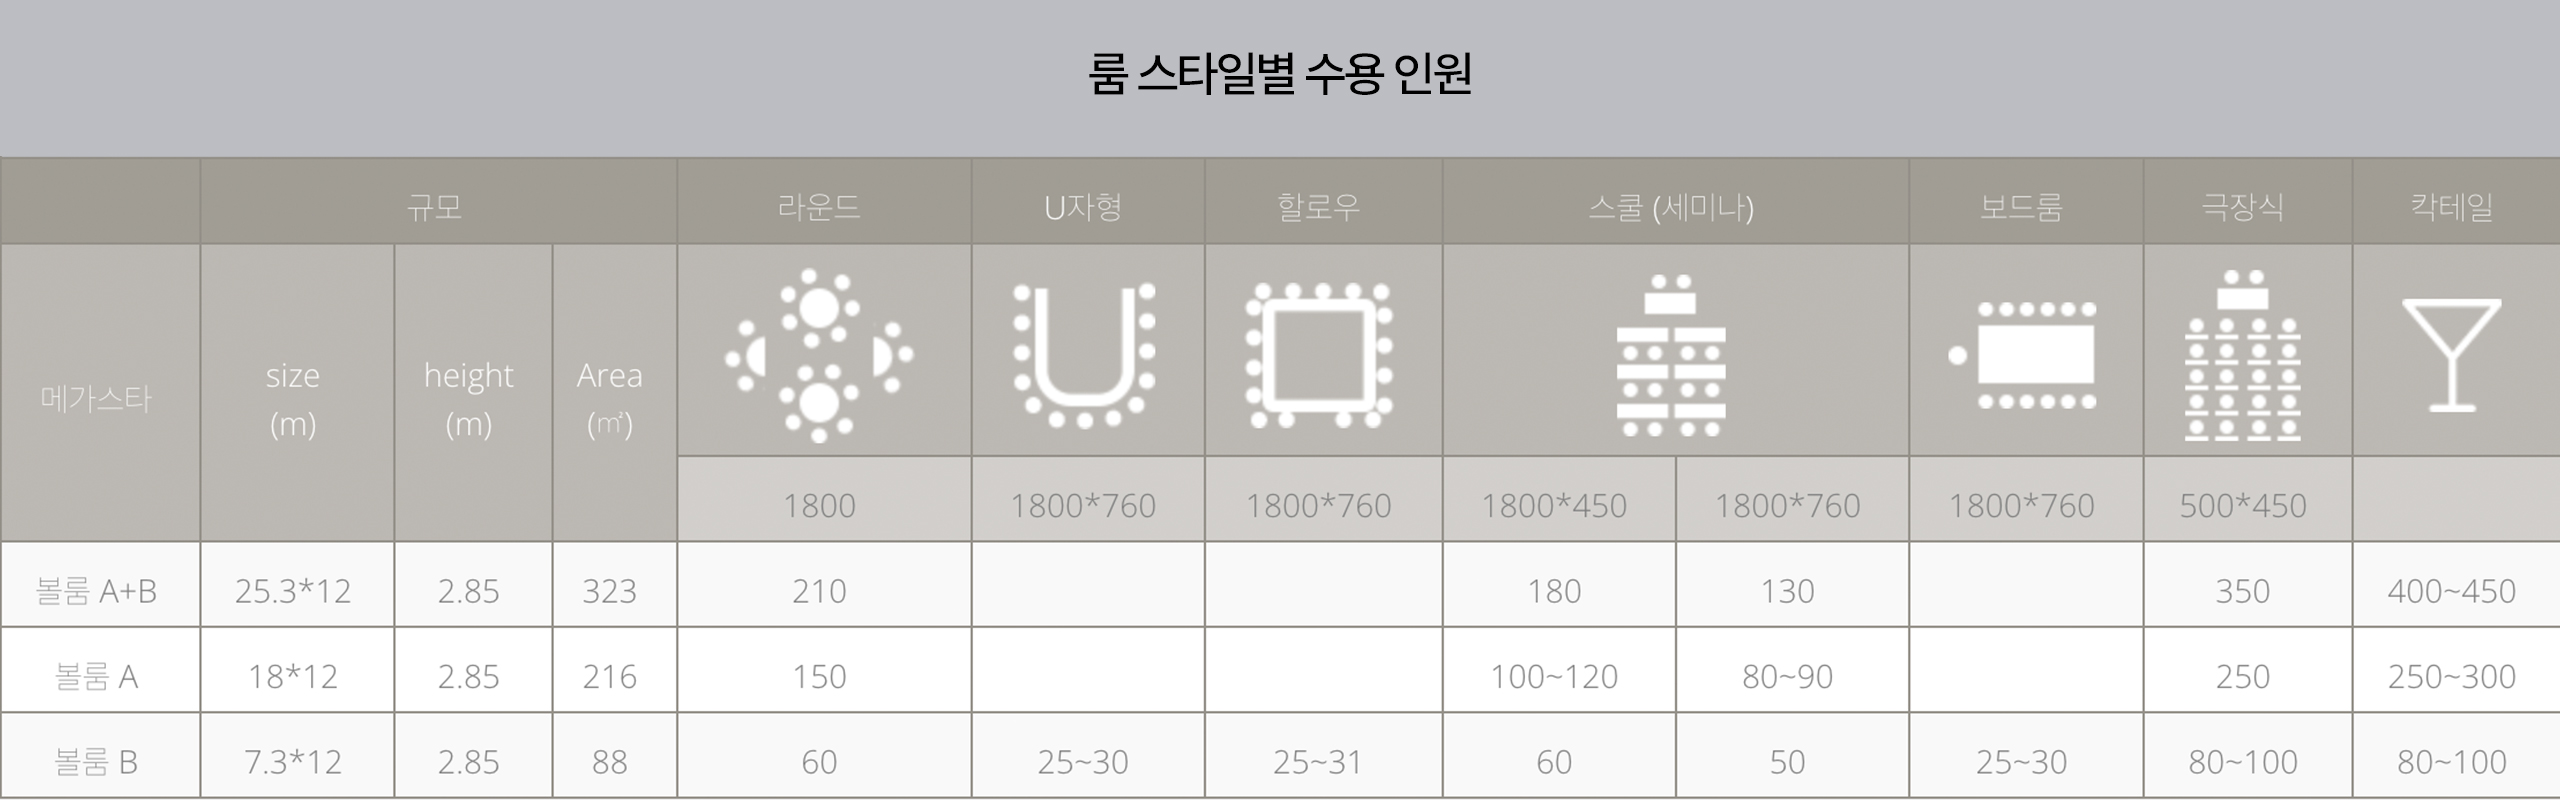 룸 스타일별 수용 인원
규모 라운드 U자형 할로우 스쿨 (세미나) 보드룸 극장식 칵테일
메가스타 size (m) height (m) Area (㎡)
1800 1800*760 1800*760 1800*450 1800*760 1800*760 500*450
볼룸 A+B 25.3*12 2.85 323 210 180 130 350 400~450
볼룸 A 18*12 2.85 216 150 100~120 80~90 250 250~300
볼룸 B 7.3*12 2.85 88 60 25~30 25~31 60 50 25~30 80~100 80~100